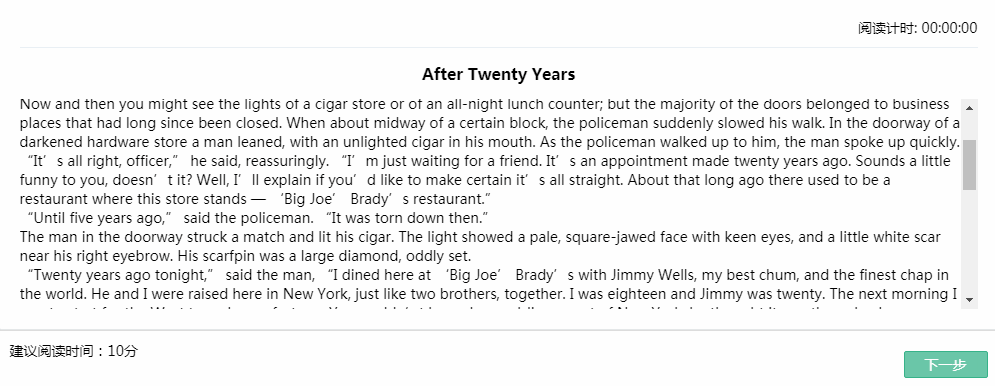 阅读计时: 00:00:00
After Twenty Years
Now and then you might see the lights of a cigar store or of an all-night lunch counter; but the majority of the doors belonged to business
places that had long since been closed. When about midway of a certain block, the policeman suddenly slowed his walk. In the doorway of a
darkened hardware store a man leaned, with an unlighted cigar in his mouth. As the policeman walked up to him, the man spoke up quickly.
“It’s all right, officer,” he said, reassuringly. “I’m just waiting for a friend. It’s an appointment made twenty years ago. Sounds a little
funny to you, doesn’t it? Well, I’ll explain if you’d like to make certain it’s all straight. About that long ago there used to be a
restaurant where this store stands — ‘Big Joe’ Brady’s restaurant.”
“Until five years ago,” said the policeman. “It was torn down then.”
The man in the doorway struck a match and lit his cigar. The light showed a pale, square-jawed face with keen eyes, and a little white scar
near his right eyebrow. His scarfpin was a large diamond, oddly set.
“Twenty years ago tonight,” said the man, “I dined here at ‘Big Joe’ Brady’s with Jimmy Wells, my best chum, and the finest chap in
the world. He and I were raised here in New York, just like two brothers, together. I was eighteen and Jimmy was twenty. The next morning I
建议阅读时间：10分
下一步